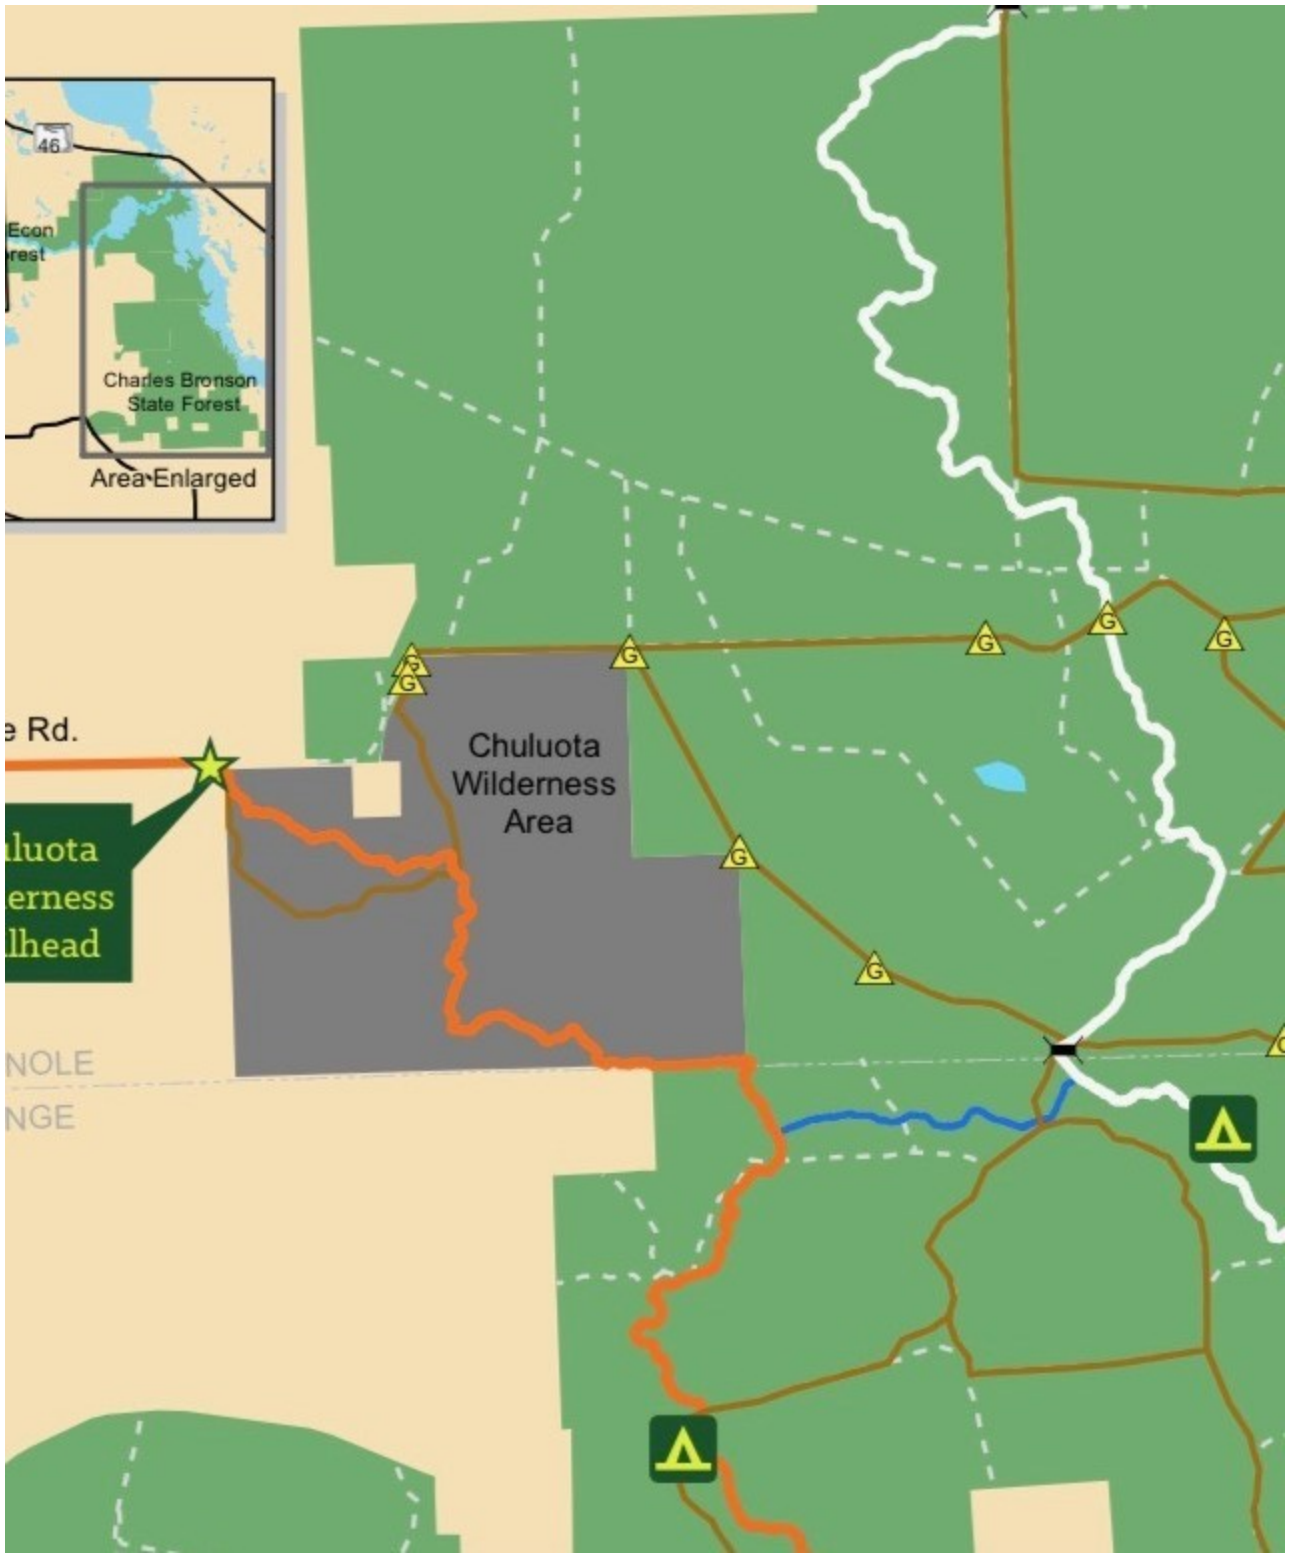 46
Econ
rest
Charles Bronson
State Forest
Area Enlarged
G
G
G
G
G
G
e Rd.
Chuluota
Wilderness
Area
luota
erness
lhead
G
G
NOLE
NGE
G